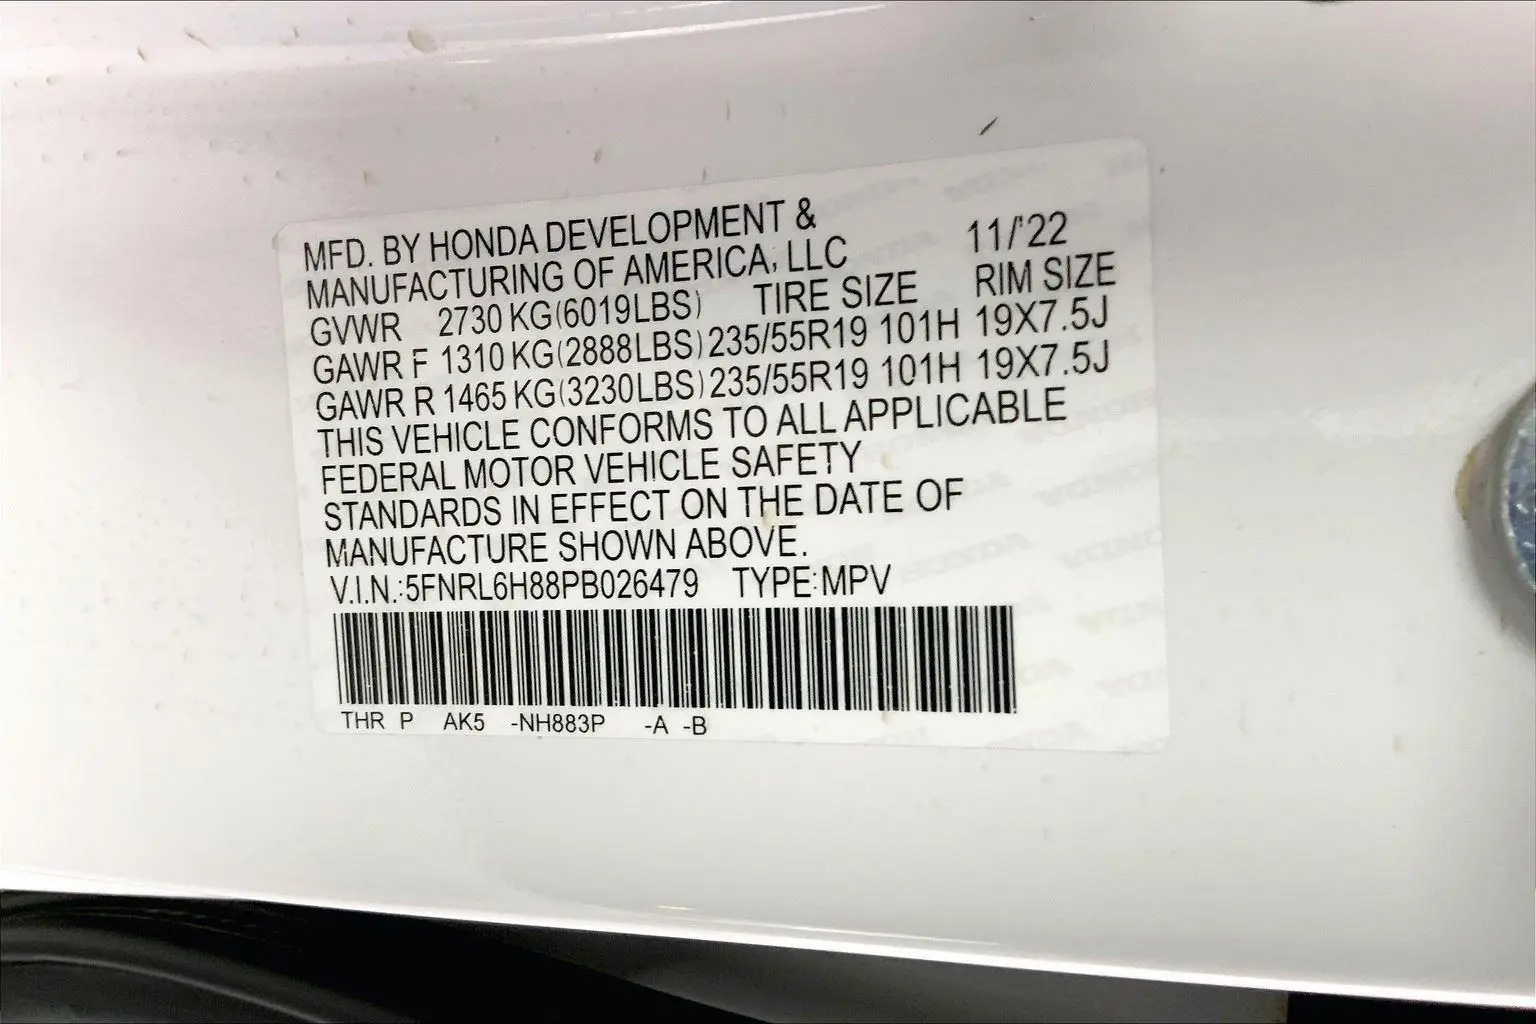 MFD. BY HONDA DEVELOPMENT &
MANUFACTURING OF AMERICA, LLC 11/'22
GVWR 2730 KG(6019LBS) TIRE SIZE RIM SIZE
GAWR F 1310 KG(2888LBS) 235/55R19 101H 19X7.5J
GAWR R 1465 KG(3230LBS) 235/55R19 101H 19X7.5J
THIS VEHICLE CONFORMS TO ALL APPLICABLE
FEDERAL MOTOR VEHICLE SAFETY
STANDARDS IN EFFECT ON THE DATE OF
MANUFACTURE SHOWN ABOVE.
V.I.N.:5FNRL6H88PB026479 TYPE:MPV
THR P AK5 -NH883P -A -B